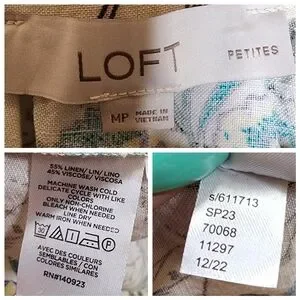 LOFT
PETITES
MP MADE IN
VIETNAM
55% LINEN/ LIN/ LINO
45% VISCOSE/ VISCOSA
MACHINE WASH COLD
DELICATE CYCLE WITH LIKE
COLORS
ONLY NON-CHLORINE
BLEACH WHEN NEEDED
LINE DRY
WARM IRON IF NEEDED
AVEC DES COULEURS
SEMBLABLES / CON
COLORES SIMILARES
RN#140923
s/611713
SP23
70068
11297
12/22